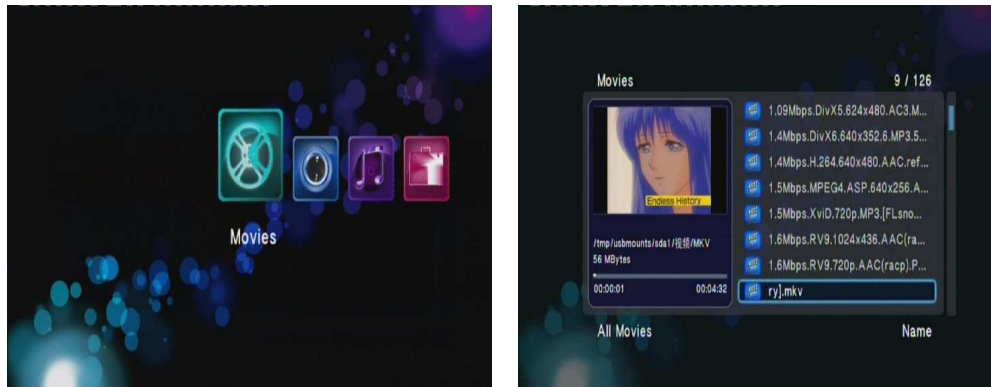 Movies
Movies
9 / 126
1.09Mbps.DivX5.624x480.AC3.M...
1.4Mbps.DivX6.640x352.6.MP3.5...
1.4Mbps.H.264.640x480.AAC.ref...
1.5Mbps.MPEG4.ASP.640x256.A...
1.5Mbps.XviD.720p.MP3.[FLsno...
1.6Mbps.RV9.1024x436.AAC(ra...
1.6Mbps.RV9.720p.AAC(racp).P...
ry].mkv
Endless History
/tmp/usbmounts/sda1/视频/MKV
56 MBytes
00:00:01
00:04:32
All Movies
Name